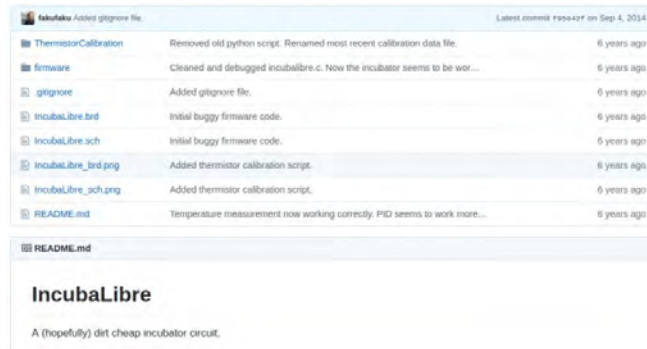 fakufaku Added gitignore file. Latest commit on Sep 4, 2014
ThermistorCalibration Removed old python script. Renamed most recent calibration data file. 6 years ago
firmware Cleaned and debugged incubalibre.c. Now the incubator seems to be wor... 6 years ago
.gitignore Added gitignore file. 6 years ago
IncubaLibre.brd Initial buggy firmware code. 6 years ago
IncubaLibre.sch Initial buggy firmware code. 6 years ago
IncubaLibre_brd.png Added thermistor calibration script. 6 years ago
IncubaLibre_sch.png Added thermistor calibration script. 6 years ago
README.md Temperature measurement now working correctly. PID seems to work more... 6 years ago
README.md
IncubaLibre
A (hopefully) dirt cheap incubator circuit.